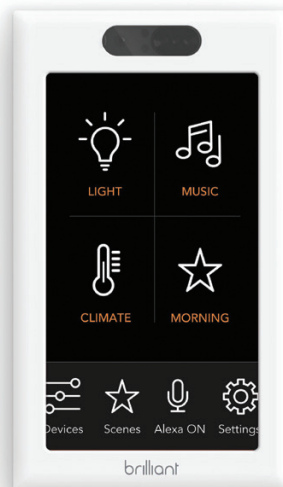 LIGHT MUSIC
CLIMATE MORNING
Devices Scenes Alexa ON Settings
brilliant